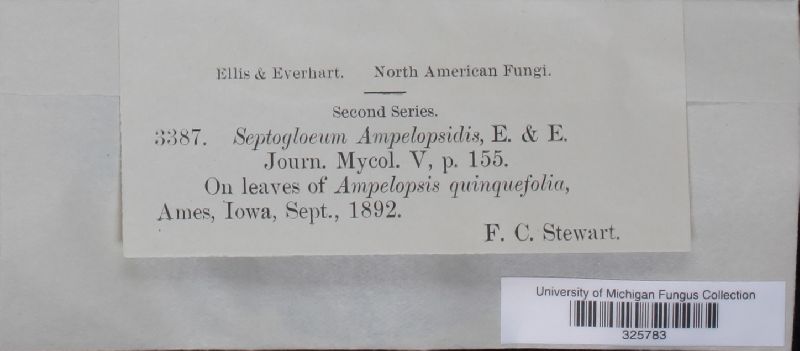 Ellis & Everhart. North American Fungi.
Second Series.
3387. Septogloeum Ampelopsidis, E. & E.
Journ. Mycol. V, p. 155.
On leaves of Ampelopsis quinquefolia,
Ames, Iowa, Sept., 1892.
F. C. Stewart.
University of Michigan Fungus Collection
325783